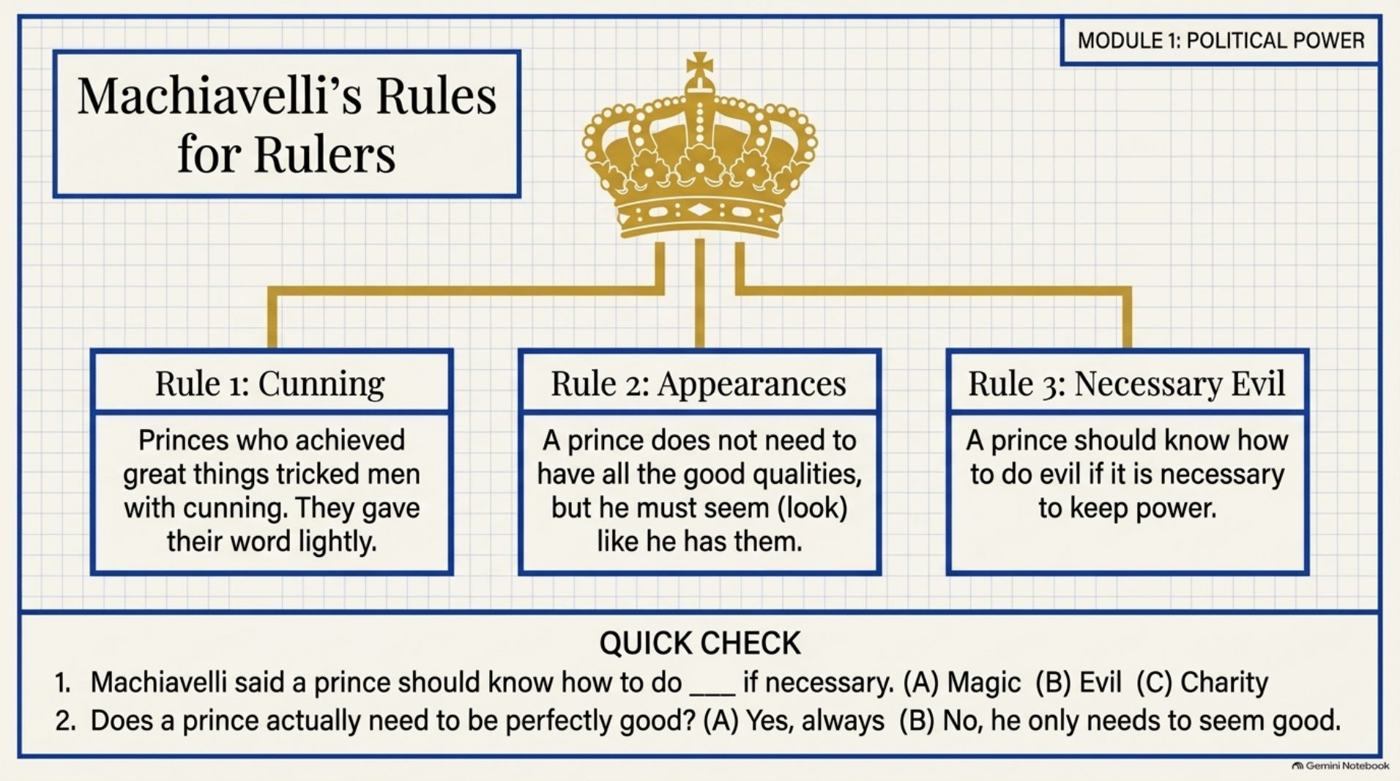 MODULE 1: POLITICAL POWER
Machiavelli's Rules
for Rulers
Rule 1: Cunning
Princes who achieved
great things tricked men
with cunning. They gave
their word lightly.
Rule 2: Appearances
A prince does not need to
have all the good qualities,
but he must seem (look)
like he has them.
Rule 3: Necessary Evil
A prince should know how
to do evil if it is necessary
to keep power.
QUICK CHECK
1. Machiavelli said a prince should know how to do ___ if necessary. (A) Magic (B) Evil (C) Charity
2. Does a prince actually need to be perfectly good? (A) Yes, always (B) No, he only needs to seem good.
Gemini Notebook